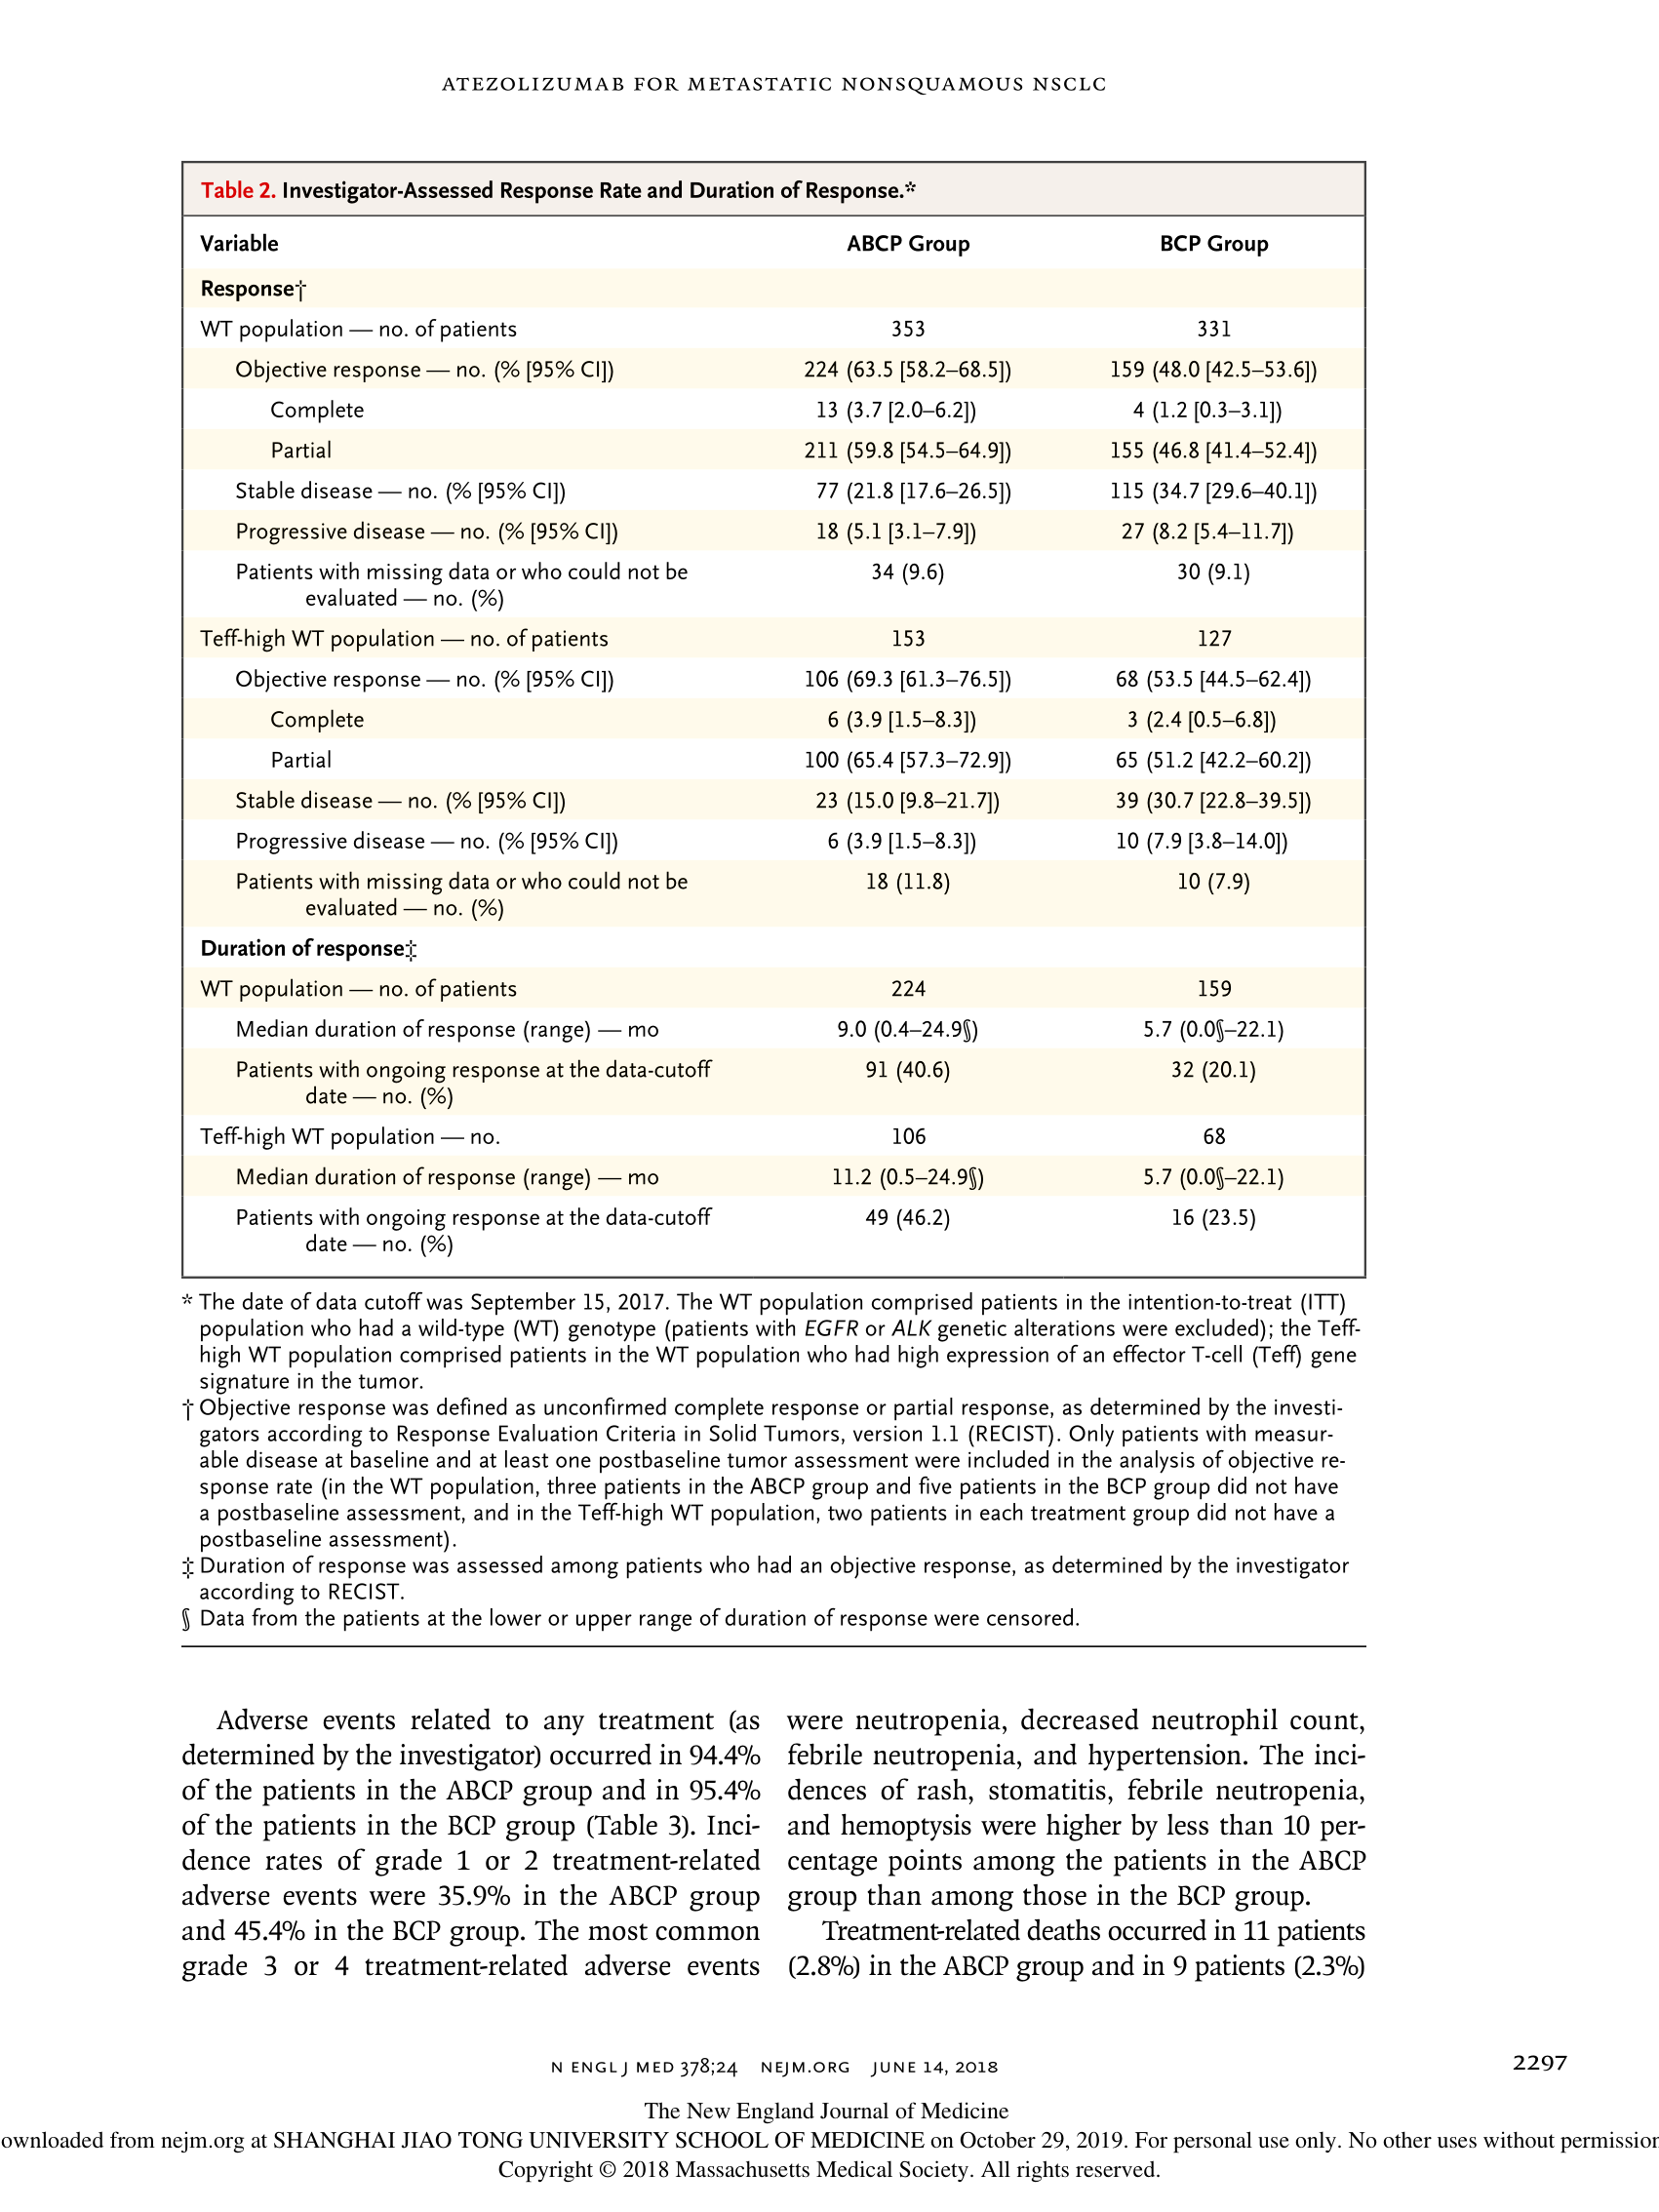 ATEZOLIZUMAB FOR METASTATIC NONSQUAMOUS NSCLC
Table 2. Investigator-Assessed Response Rate and Duration of Response.*
Variable ABCP Group BCP Group
Response†
WT population — no. of patients 353 331
Objective response — no. (% [95% CI]) 224 (63.5 [58.2–68.5]) 159 (48.0 [42.5–53.6])
Complete 13 (3.7 [2.0–6.2]) 4 (1.2 [0.3–3.1])
Partial 211 (59.8 [54.5–64.9]) 155 (46.8 [41.4–52.4])
Stable disease — no. (% [95% CI]) 77 (21.8 [17.6–26.5]) 115 (34.7 [29.6–40.1])
Progressive disease — no. (% [95% CI]) 18 (5.1 [3.1–7.9]) 27 (8.2 [5.4–11.7])
Patients with missing data or who could not be 34 (9.6) 30 (9.1)
evaluated — no. (%)
Teff-high WT population — no. of patients 153 127
Objective response — no. (% [95% CI]) 106 (69.3 [61.3–76.5]) 68 (53.5 [44.5–62.4])
Complete 6 (3.9 [1.5–8.3]) 3 (2.4 [0.5–6.8])
Partial 100 (65.4 [57.3–72.9]) 65 (51.2 [42.2–60.2])
Stable disease — no. (% [95% CI]) 23 (15.0 [9.8–21.7]) 39 (30.7 [22.8–39.5])
Progressive disease — no. (% [95% CI]) 6 (3.9 [1.5–8.3]) 10 (7.9 [3.8–14.0])
Patients with missing data or who could not be 18 (11.8) 10 (7.9)
evaluated — no. (%)
Duration of response‡
WT population — no. of patients 224 159
Median duration of response (range) — mo 9.0 (0.4–24.9§) 5.7 (0.0§–22.1)
Patients with ongoing response at the data-cutoff 91 (40.6) 32 (20.1)
date — no. (%)
Teff-high WT population — no. 106 68
Median duration of response (range) — mo 11.2 (0.5–24.9§) 5.7 (0.0§–22.1)
Patients with ongoing response at the data-cutoff 49 (46.2) 16 (23.5)
date — no. (%)
* The date of data cutoff was September 15, 2017. The WT population comprised patients in the intention-to-treat (ITT)
population who had a wild-type (WT) genotype (patients with EGFR or ALK genetic alterations were excluded); the Teff-
high WT population comprised patients in the WT population who had high expression of an effector T-cell (Teff) gene
signature in the tumor.
† Objective response was defined as unconfirmed complete response or partial response, as determined by the investi-
gators according to Response Evaluation Criteria in Solid Tumors, version 1.1 (RECIST). Only patients with measur-
able disease at baseline and at least one postbaseline tumor assessment were included in the analysis of objective re-
sponse rate (in the WT population, three patients in the ABCP group and five patients in the BCP group did not have
a postbaseline assessment, and in the Teff-high WT population, two patients in each treatment group did not have a
postbaseline assessment).
‡ Duration of response was assessed among patients who had an objective response, as determined by the investigator
according to RECIST.
§ Data from the patients at the lower or upper range of duration of response were censored.
Adverse events related to any treatment (as
determined by the investigator) occurred in 94.4%
of the patients in the ABCP group and in 95.4%
of the patients in the BCP group (Table 3). Inci-
dence rates of grade 1 or 2 treatment-related
adverse events were 35.9% in the ABCP group
and 45.4% in the BCP group. The most common
grade 3 or 4 treatment-related adverse events
were neutropenia, decreased neutrophil count,
febrile neutropenia, and hypertension. The inci-
dences of rash, stomatitis, febrile neutropenia,
and hemoptysis were higher by less than 10 per-
centage points among the patients in the ABCP
group than among those in the BCP group.
Treatment-related deaths occurred in 11 patients
(2.8%) in the ABCP group and in 9 patients (2.3%)
N ENGL J MED 378;24 NEJM.ORG JUNE 14, 2018 2297
The New England Journal of Medicine
ownloaded from nejm.org at SHANGHAI JIAO TONG UNIVERSITY SCHOOL OF MEDICINE on October 29, 2019. For personal use only. No other uses without permission
Copyright © 2018 Massachusetts Medical Society. All rights reserved.